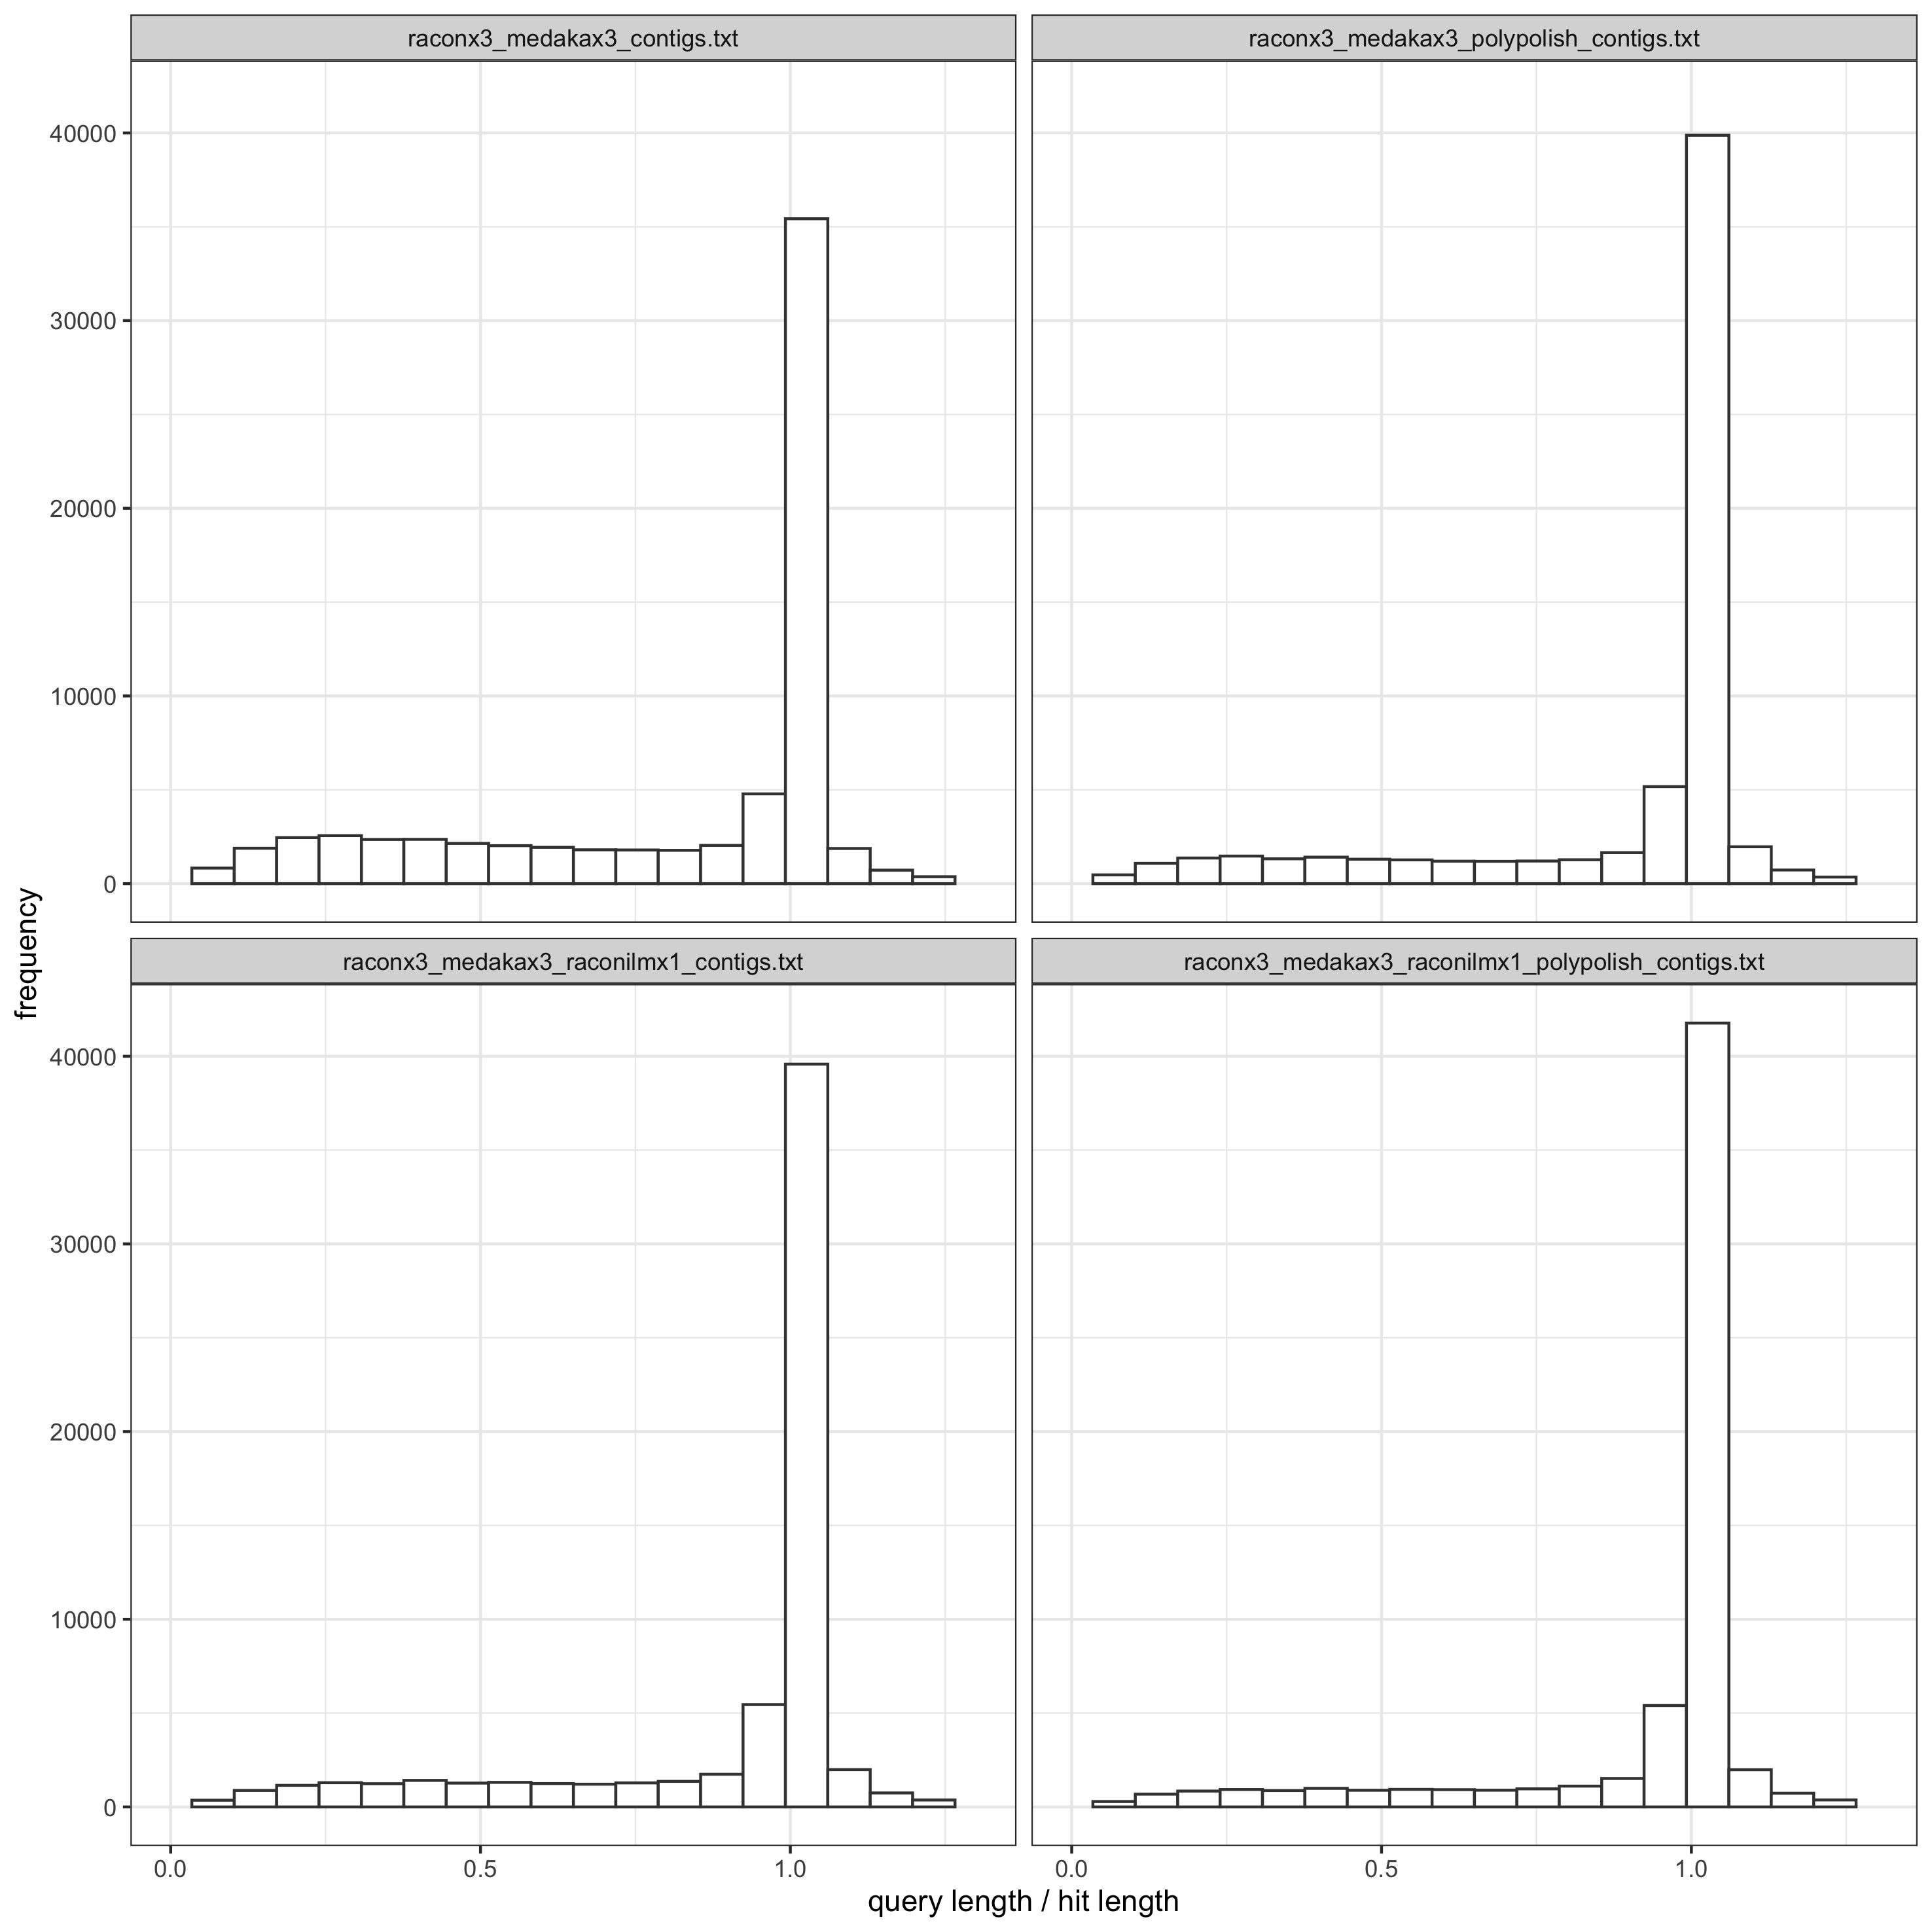 raconx3_medakax3_contigs.txt
raconx3_medakax3_polypolish_contigs.txt
40000
30000
20000
10000
0
frequency
raconx3_medakax3_raconilmx1_contigs.txt
raconx3_medakax3_raconilmx1_polypolish_contigs.txt
40000
30000
20000
10000
0
0.0 0.5 1.0
0.0 0.5 1.0
query length / hit length